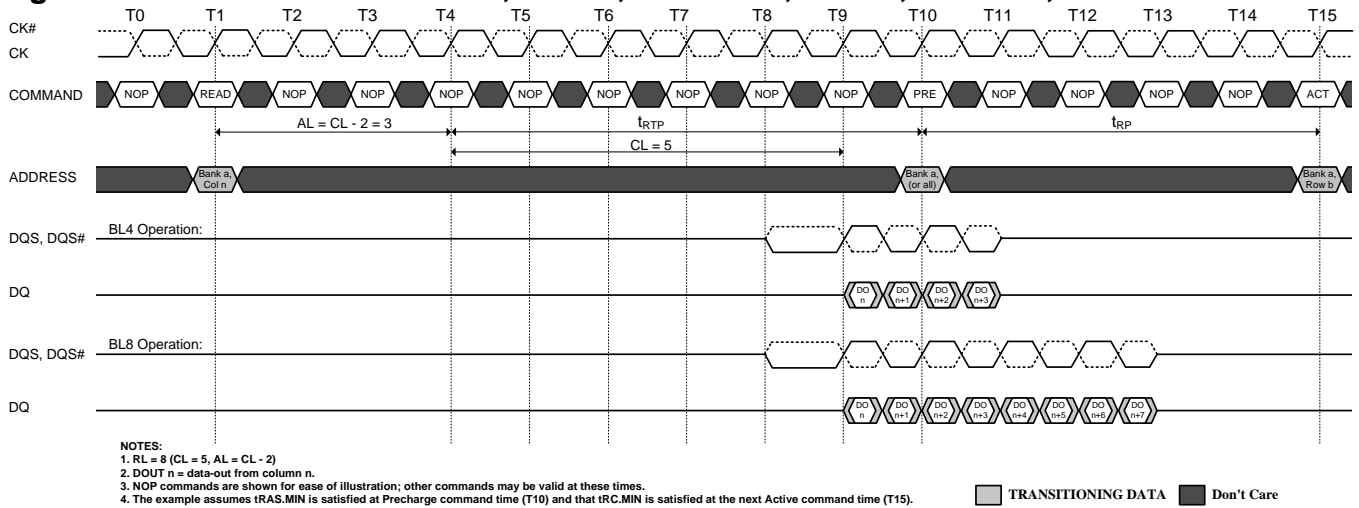 T0 T1 T2 T3 T4 T5 T6 T7 T8 T9 T10 T11 T12 T13 T14 T15
CK#
CK
COMMAND NOP READ NOP NOP NOP NOP NOP NOP NOP NOP PRE NOP NOP NOP NOP ACT
AL = CL - 2 = 3 tRTP tRP
CL = 5
ADDRESS Bank a, Col n Bank a, (or all) Bank a, Row b
BL4 Operation:
DQS, DQS#
DQ DO n DO n+1 DO n+2 DO n+3
BL8 Operation:
DQS, DQS#
DQ DO n DO n+1 DO n+2 DO n+3 DO n+4 DO n+5 DO n+6 DO n+7
NOTES:
1. RL = 8 (CL = 5, AL = CL - 2)
2. DOUT n = data-out from column n.
3. NOP commands are shown for ease of illustration; other commands may be valid at these times.
4. The example assumes tRAS.MIN is satisfied at Precharge command time (T10) and that tRC.MIN is satisfied at the next Active command time (T15).
TRANSITIONING DATA Don't Care